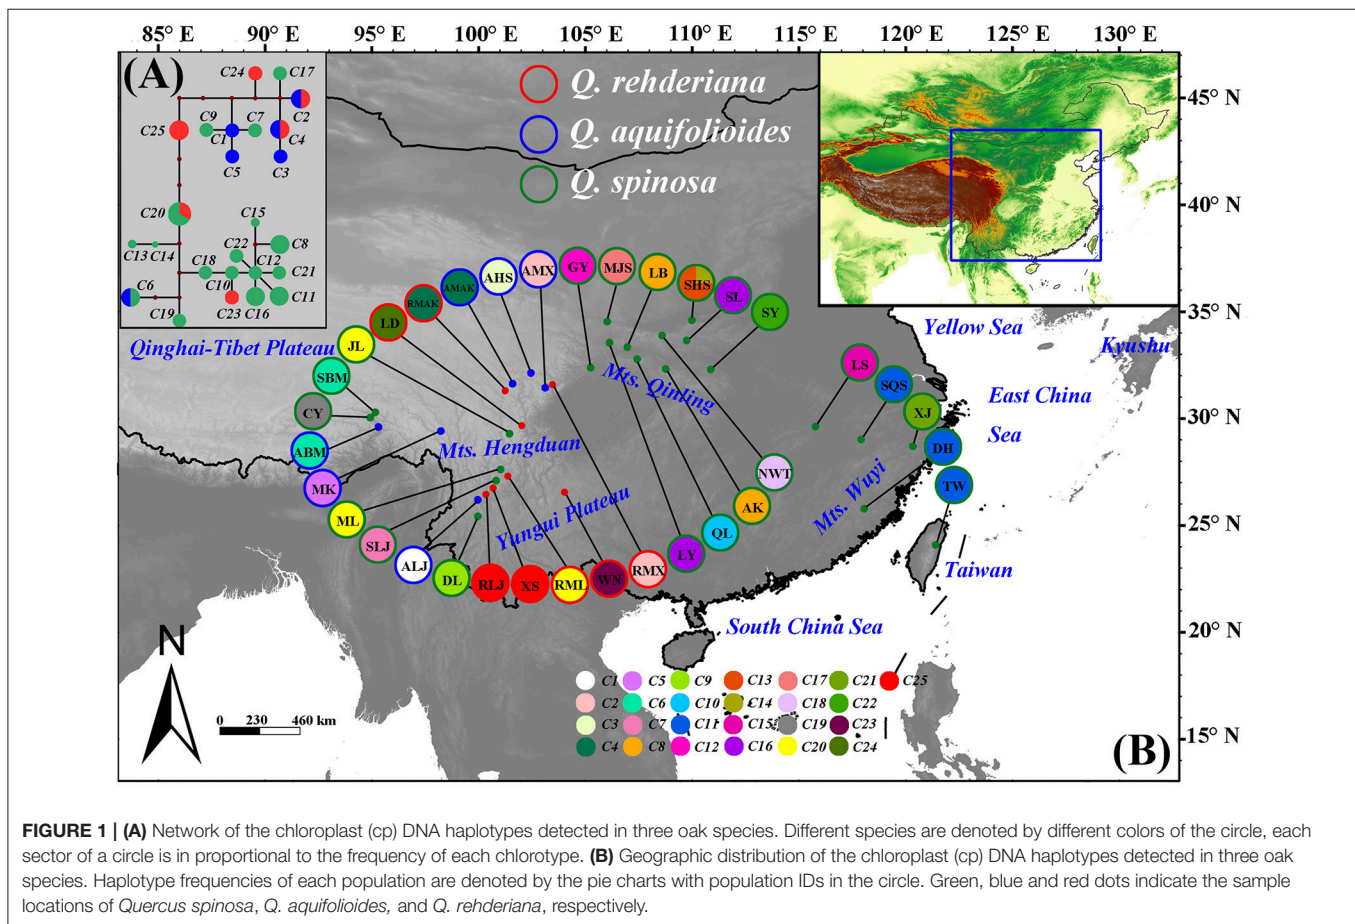 85° E 90° E 95° E 100° E 105° E 110° E 115° E 120° E 125° E 130° E
(A)
C24 C17
C2
C25 C9 C7
C1 C4
C5 C3
C20 C15
C22 C8
C13 C14 C18 C12 C21
C6 C10 C11
C19 C23 C16
Q. rehderiana
Q. aquifolioides
Q. spinosa
45° N
40° N
35° N
30° N
25° N
20° N
15° N
GY MJS LB SHS SL SY
AMX
AHS
AMAK
RMAK
LD
JL
SBM
CY
ABM
MK
ML
SLJ
ALJ
DL
RLJ
XS
RML
WN
RMX
LY
QL
AK
NWT
LS
SQS
XJ
DH
TW
Qinghai-Tibet Plateau
Mts. Qinling
Mts. Hengduan
Yungui Plateau
Mts. Wuyi
Yellow Sea
Kyushu
East China
Sea
Taiwan
South China Sea
N
0 230 460 km
C1 C5 C9 C13 C17 C21 C25
C2 C6 C10 C14 C18 C22
C3 C7 C11 C15 C19 C23
C4 C8 C12 C16 C20 C24
(B)
FIGURE 1 | (A) Network of the chloroplast (cp) DNA haplotypes detected in three oak species. Different species are denoted by different colors of the circle, each
sector of a circle is in proportional to the frequency of each chlorotype. (B) Geographic distribution of the chloroplast (cp) DNA haplotypes detected in three oak
species. Haplotype frequencies of each population are denoted by the pie charts with population IDs in the circle. Green, blue and red dots indicate the sample
locations of Quercus spinosa, Q. aquifolioides, and Q. rehderiana, respectively.